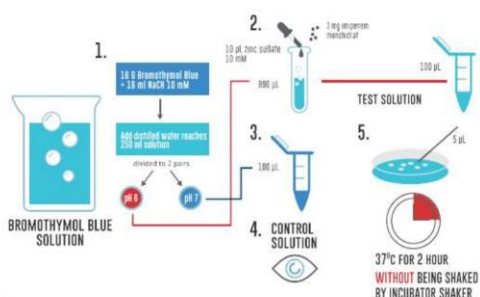 1.
16 G Bromothymol Blue
+ 16 ml NaCH 10 mM
Add distilled water reaches
250 ml solution
divided to 2 pairs
pH 6
pH 7
BROMOTHYMOL BLUE
SOLUTION
2.
3 mg imipenem
monohidrat
10 µL zinc sulfate
10 mM
990 µL
100 µL
TEST SOLUTION
3.
100 µL
4. CONTROL
SOLUTION
5.
5 µL
37°C FOR 2 HOUR
WITHOUT BEING SHAKED
BY INCUBATOR SHAKER